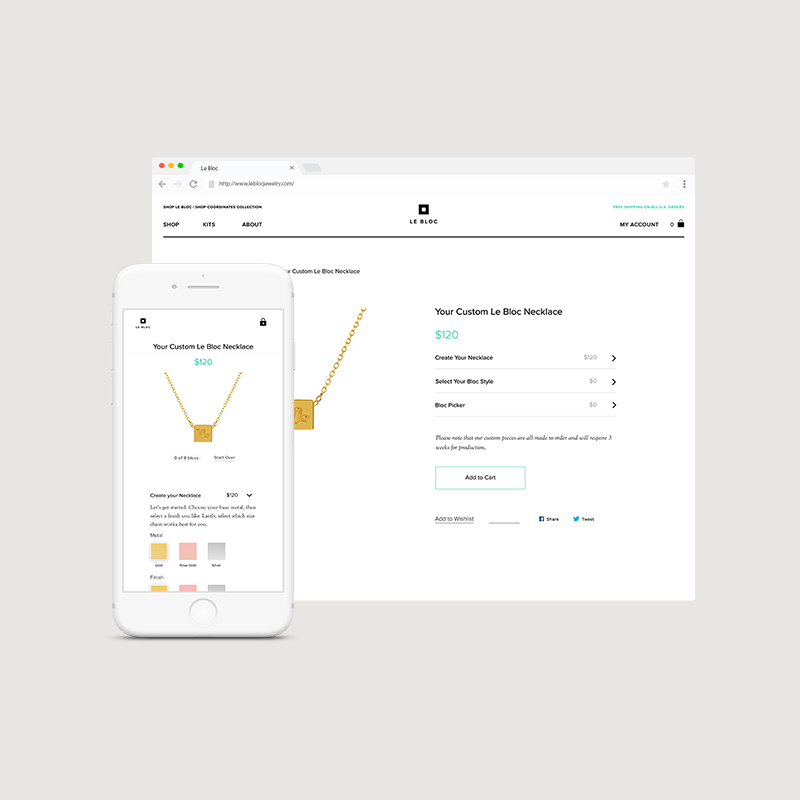 Le Bloc
http://www.leblocjewelry.com/
SHOP LE BLOC | SHOP COORDINATES COLLECTION
FREE SHIPPING ON ALL U.S. ORDERS
SHOP KITS ABOUT
LE BLOC
MY ACCOUNT 0
ur Custom Le Bloc Necklace
Your Custom Le Bloc Necklace
$120
Create Your Necklace $120
Select Your Bloc Style $0
Bloc Picker $0
Please note that our custom pieces are all made to order and will require 3
weeks for production.
Add to Cart
Add to Wishlist
Share
Tweet
LE BLOC
Your Custom Le Bloc Necklace
$120
0 of 8 blocs Start Over
Create your Necklace $120
Let's get started. Choose your base metal, then
select a finish you like. Lastly, select which size
chain works best for you.
Metal
Gold Rose Gold Silver
Finish